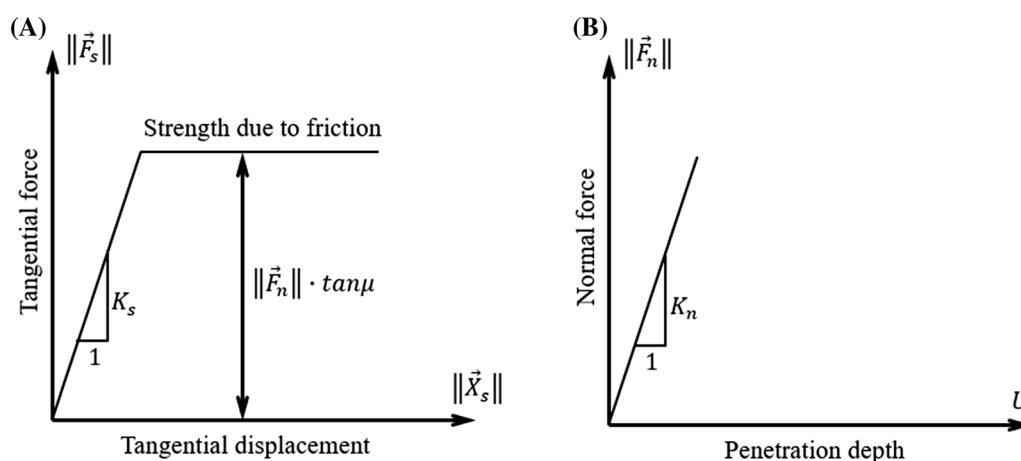 (A)
‖F⃗ₛ‖
Tangential force
Strength due to friction
‖F⃗ₙ‖ · tanμ
Kₛ
1
‖X⃗ₛ‖
Tangential displacement
(B)
‖F⃗ₙ‖
Normal force
Kₙ
1
U
Penetration depth